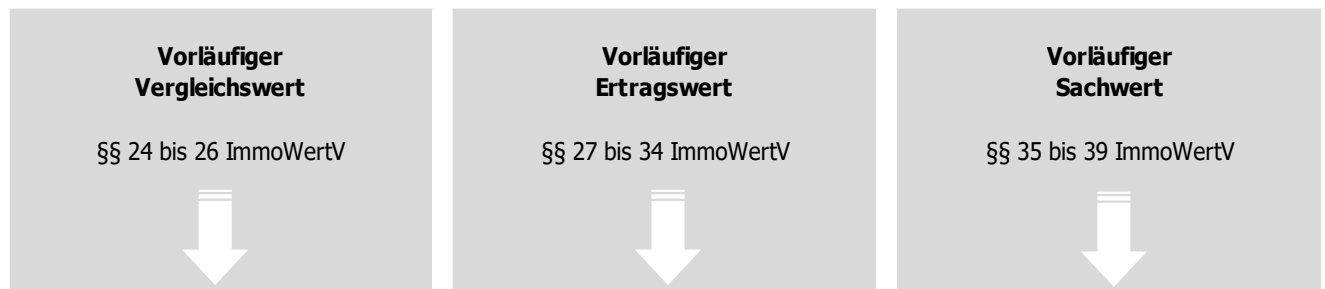 Vorläufiger
Vergleichswert
§§ 24 bis 26 ImmoWertV
Vorläufiger
Ertragswert
§§ 27 bis 34 ImmoWertV
Vorläufiger
Sachwert
§§ 35 bis 39 ImmoWertV